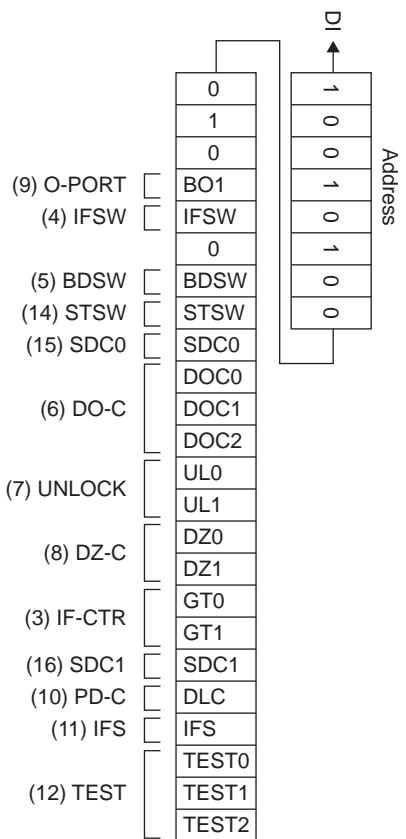 DI
Address
1
0
0
1
0
1
0
0
0
1
0
(9) O-PORT BO1
(4) IFSW IFSW
0
(5) BDSW BDSW
(14) STSW STSW
(15) SDC0 SDC0
(6) DO-C
DOC0
DOC1
DOC2
(7) UNLOCK
UL0
UL1
(8) DZ-C
DZ0
DZ1
(3) IF-CTR
GT0
GT1
(16) SDC1 SDC1
(10) PD-C DLC
(11) IFS IFS
(12) TEST
TEST0
TEST1
TEST2